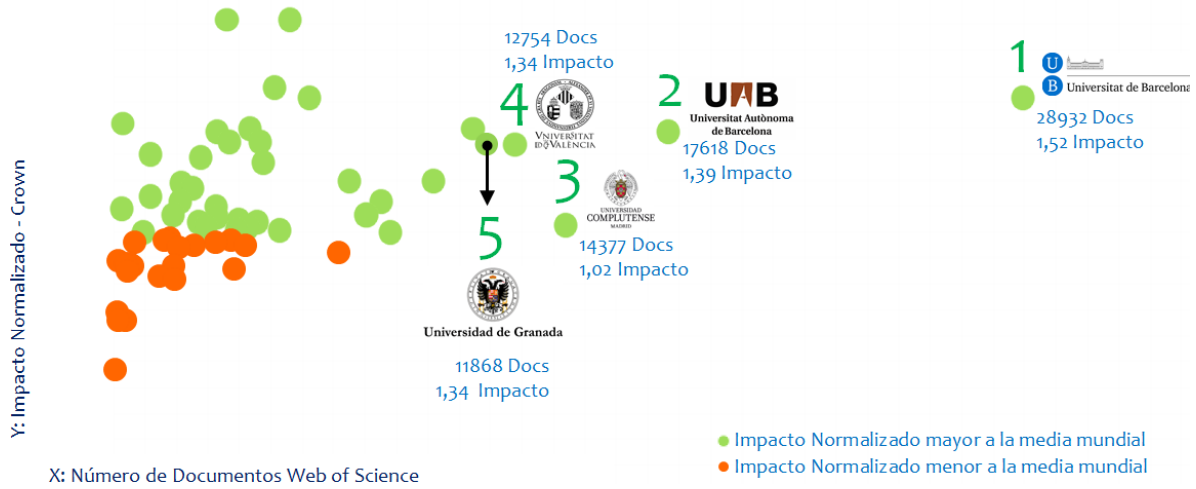 12754 Docs
1,34 Impacto
4
VNIVERSITAT
ID VALÈNCIA
2
UAB
Universitat Autònoma
de Barcelona
17618 Docs
1,39 Impacto
1
U
B
Universitat de Barcelona
28932 Docs
1,52 Impacto
3
UNIVERSIDAD
COMPLUTENSE
MADRID
14377 Docs
1,02 Impacto
5
Universidad de Granada
11868 Docs
1,34 Impacto
Y: Impacto Normalizado - Crown
X: Número de Documentos Web of Science
Impacto Normalizado mayor a la media mundial
Impacto Normalizado menor a la media mundial